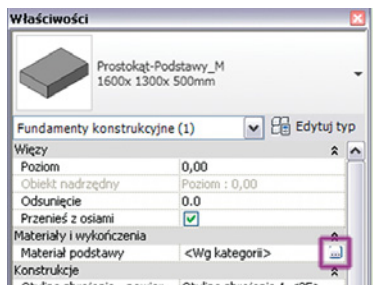 Właściwości
Prostokąt-Podstawy_M
1600x 1300x 500mm
Fundamenty konstrukcyjne (1)
Edytuj typ
Więzy
Poziom 0,00
Obiekt nadrzędny Poziom : 0,00
Odsunięcie 0.0
Przenieś z osiami
Materiały i wykończenia
Materiał podstawy <Wg kategorii>
Konstrukcje